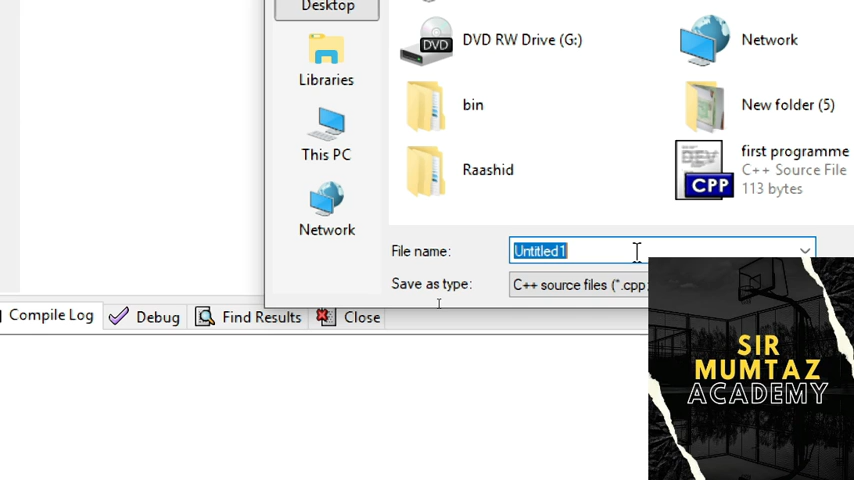 Desktop
DVD RW Drive (G:)
Network
Libraries
bin
New folder (5)
This PC
Raashid
first programme
C++ Source File
113 bytes
DEV
CPP
DVD
Network
File name:
Untitled1
Save as type:
C++ source files (*.cpp;
Compile Log
Debug
Find Results
Close
SIR
MUMTAZ
ACADEMY